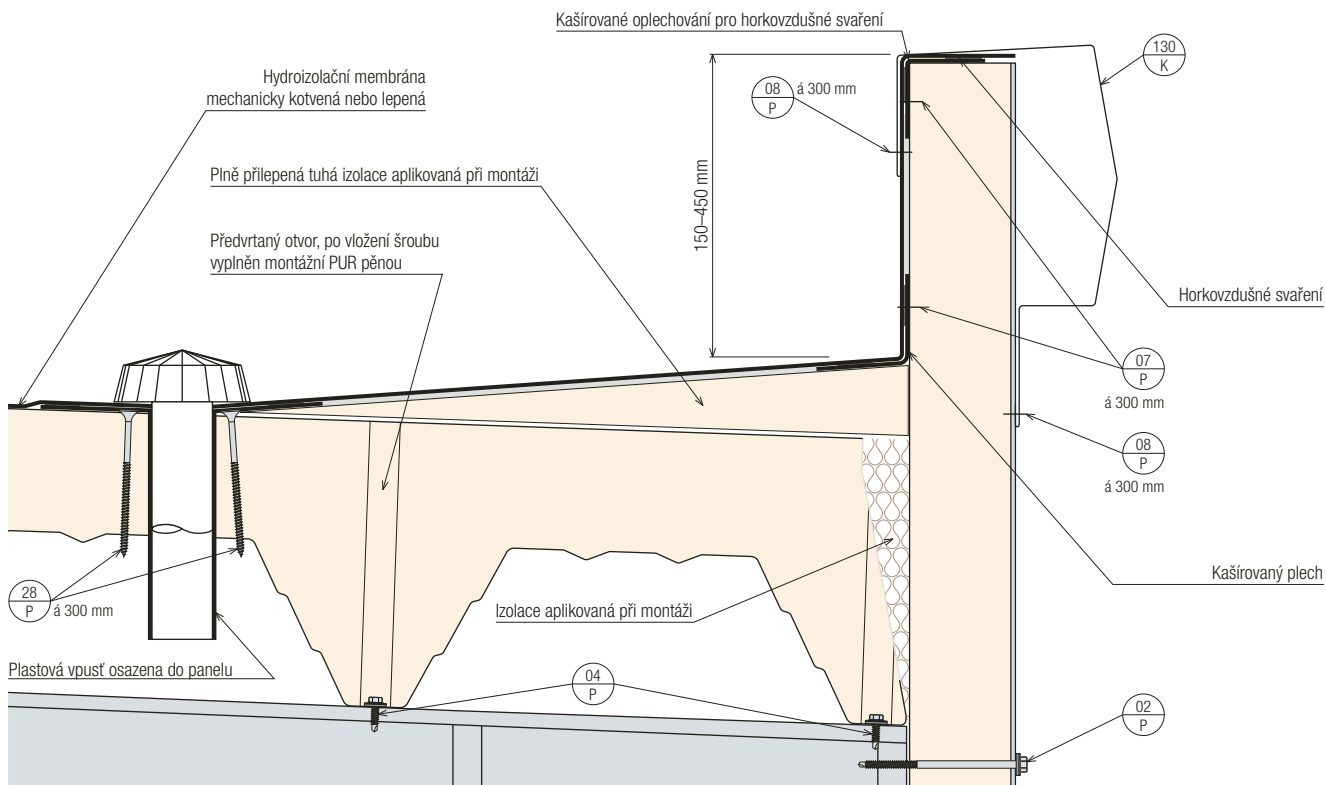 Kašírované oplechování pro horkovzdušné svaření
130
K
Hydroizolační membrána
mechanicky kotvená nebo lepená
08
P
á 300 mm
Plně přilepená tuhá izolace aplikovaná při montáži
150–450 mm
Předvrtaný otvor, po vložení šroubu
vyplněn montážní PUR pěnou
Horkovzdušné svaření
07
P
á 300 mm
08
P
á 300 mm
Kašírovaný plech
28
P
á 300 mm
Izolace aplikovaná při montáži
Plastová vpusť osazena do panelu
04
P
02
P